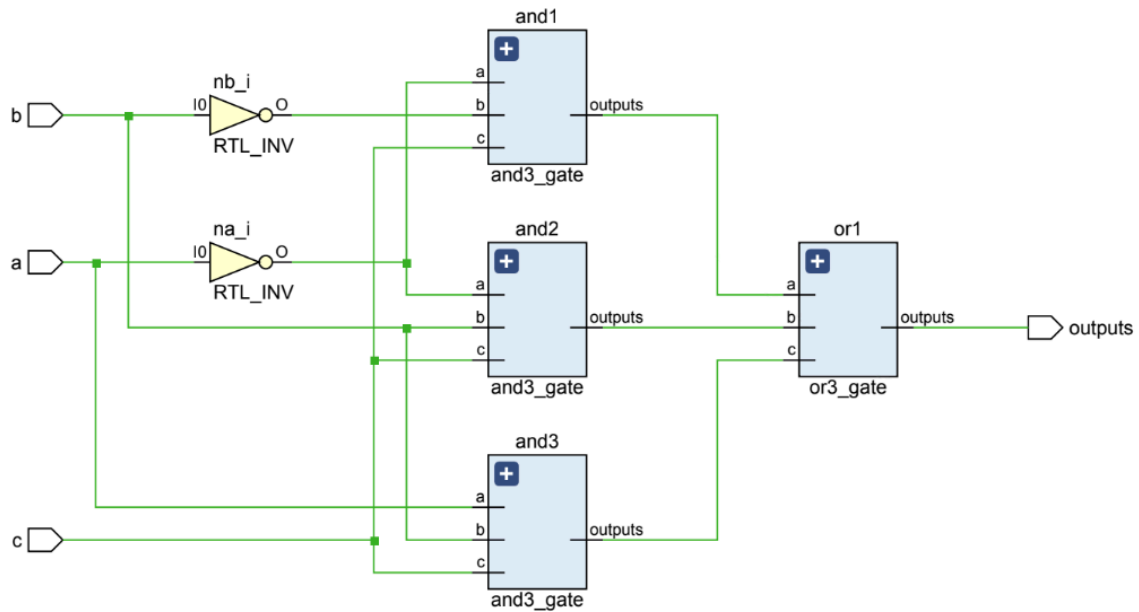 and1
+
a
b
c
outputs
and3_gate
nb_i
b
I0
O
RTL_INV
na_i
a
I0
O
RTL_INV
and2
+
a
b
c
outputs
and3_gate
or1
+
a
b
c
outputs
or3_gate
outputs
and3
+
a
b
c
outputs
and3_gate
c